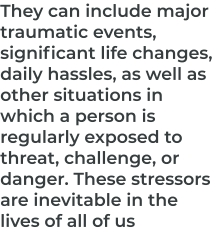 They can include major
traumatic events,
significant life changes,
daily hassles, as well as
other situations in
which a person is
regularly exposed to
threat, challenge, or
danger. These stressors
are inevitable in the
lives of all of us